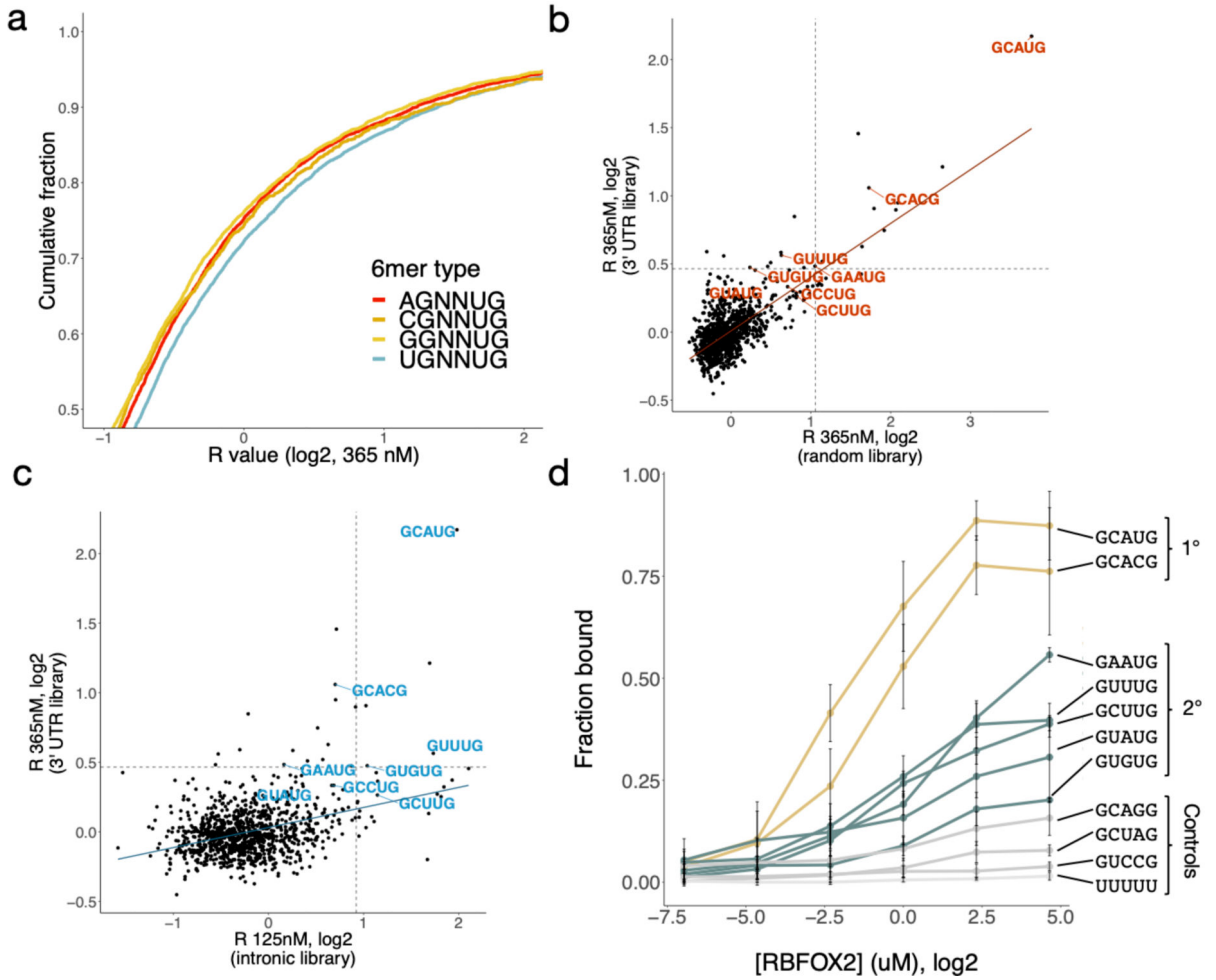 a
1.0
0.9
0.8
0.7
0.6
0.5
Cumulative fraction
6mer type
AGNNUG
CGNNUG
GGNNUG
UGNNUG
−1
0
1
2
R value (log2, 365 nM)
b
2.0
1.5
1.0
0.5
0.0
−0.5
R 365nM, log2
(3' UTR library)
GCAUG
GCACG
GUUUG
GUGUG
GAAUG
GUAUG
GCCUG
GCUUG
0
1
2
3
R 365nM, log2
(random library)
c
2.0
1.5
1.0
0.5
0.0
−0.5
R 365nM, log2
(3' UTR library)
GCAUG
GCACG
GUUUG
GAAUG
GUGUG
GCCUG
GUAUG
GCUUG
−1
0
1
2
R 125nM, log2
(intronic library)
d
1.00
0.75
0.50
0.25
0.00
Fraction bound
GCAUG
GCACG
1°
GAAUG
GUUUG
GCUUG
GUAUG
GUGUG
2°
GCAGG
GCUAG
GUCCG
UUUUU
Controls
−7.5
−5.0
−2.5
0.0
2.5
5.0
[RBFOX2] (uM), log2